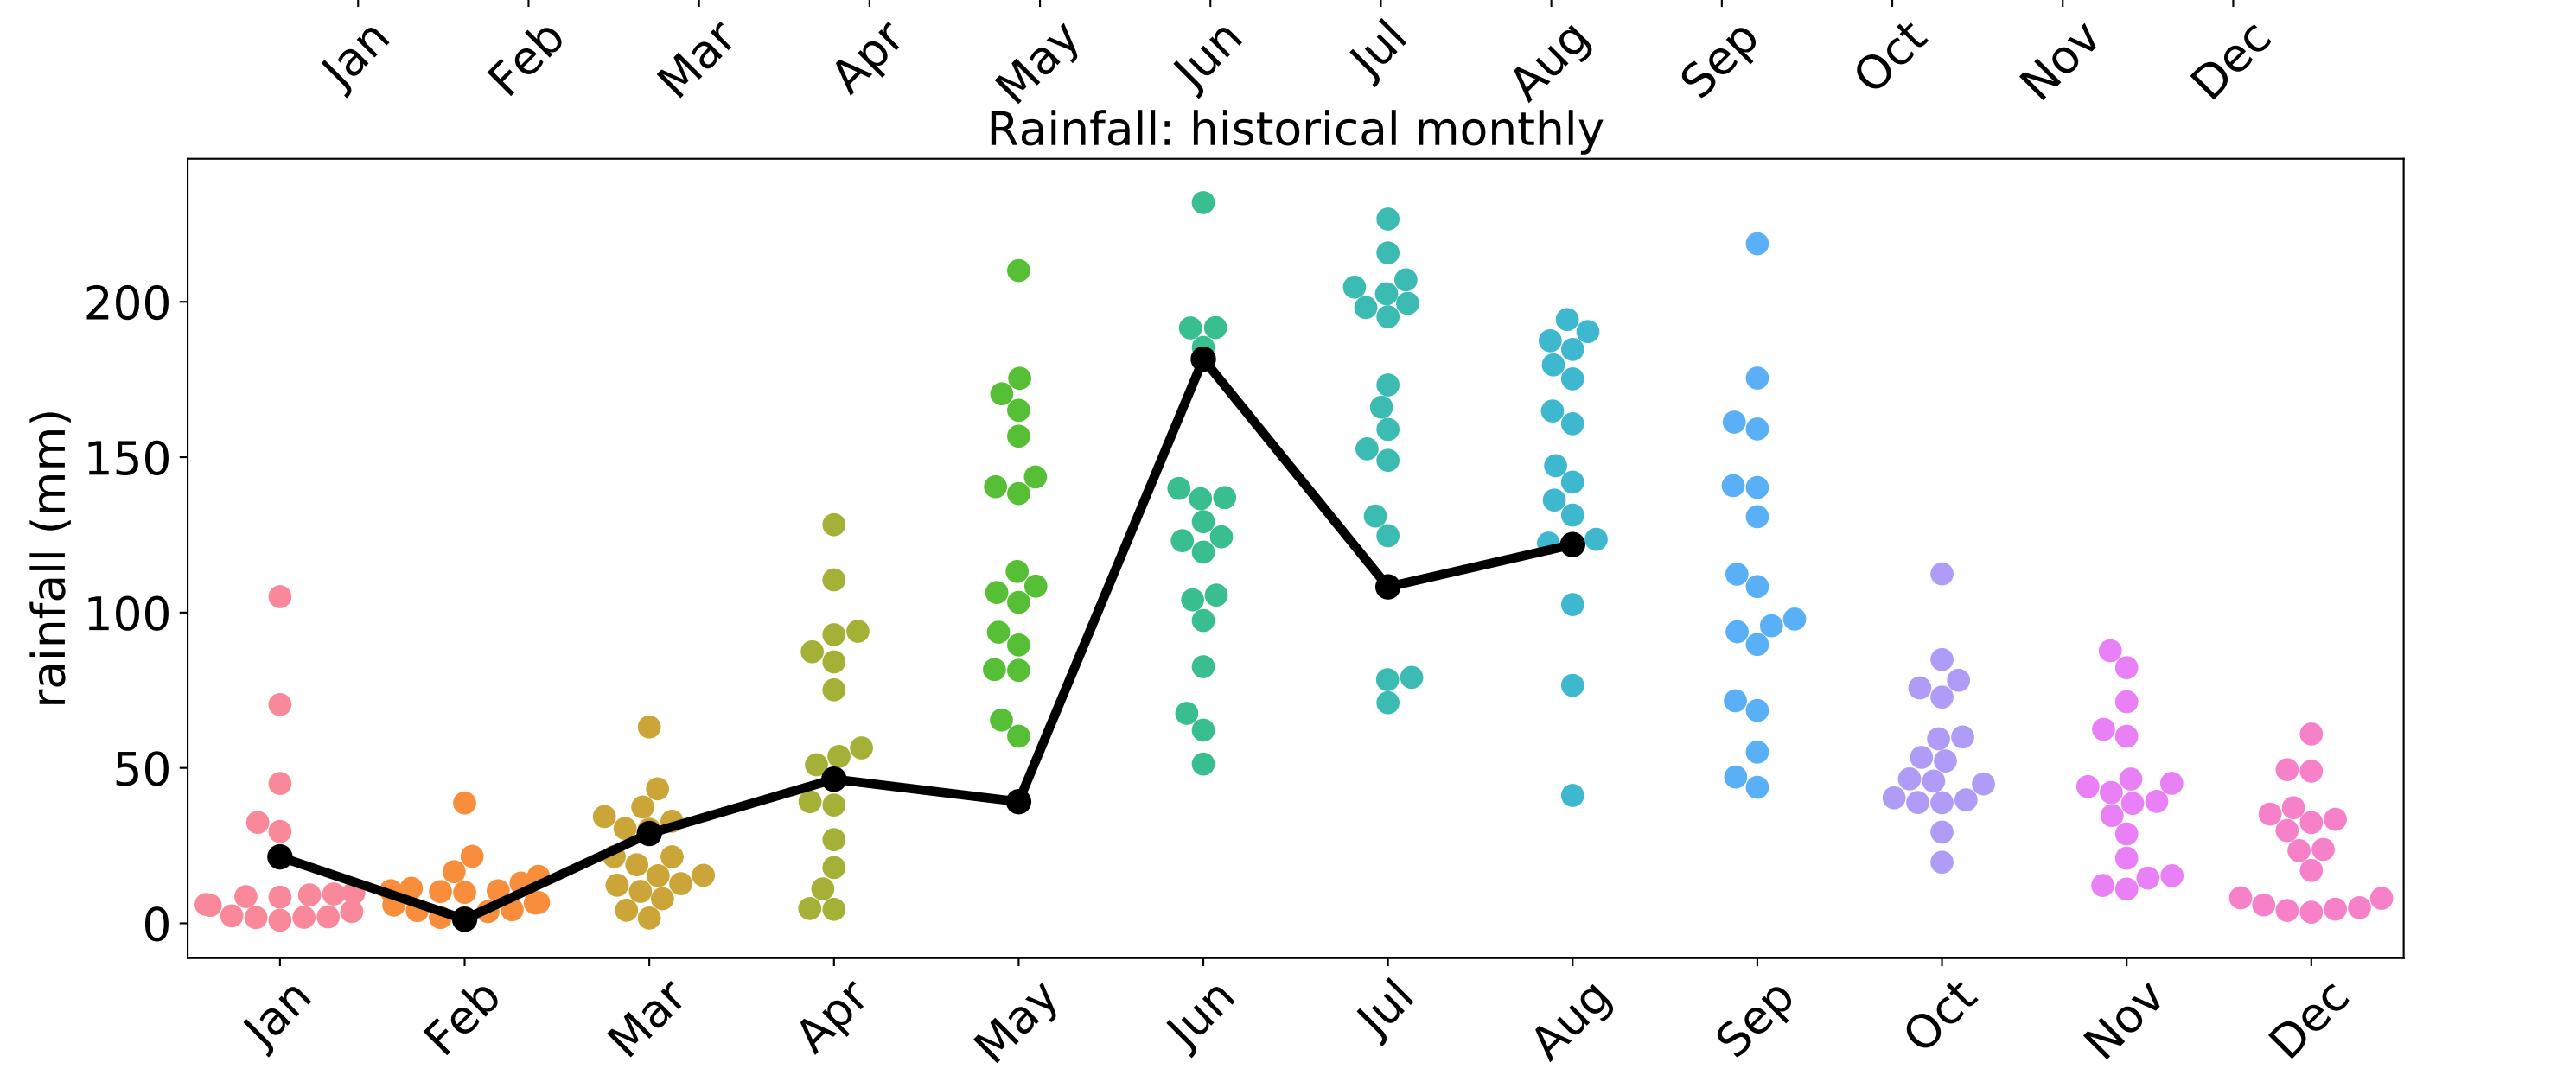 Jan Feb Mar Apr May Jun Jul Aug Sep Oct Nov Dec
Rainfall: historical monthly
rainfall (mm)
200
150
100
50
0
Jan Feb Mar Apr May Jun Jul Aug Sep Oct Nov Dec